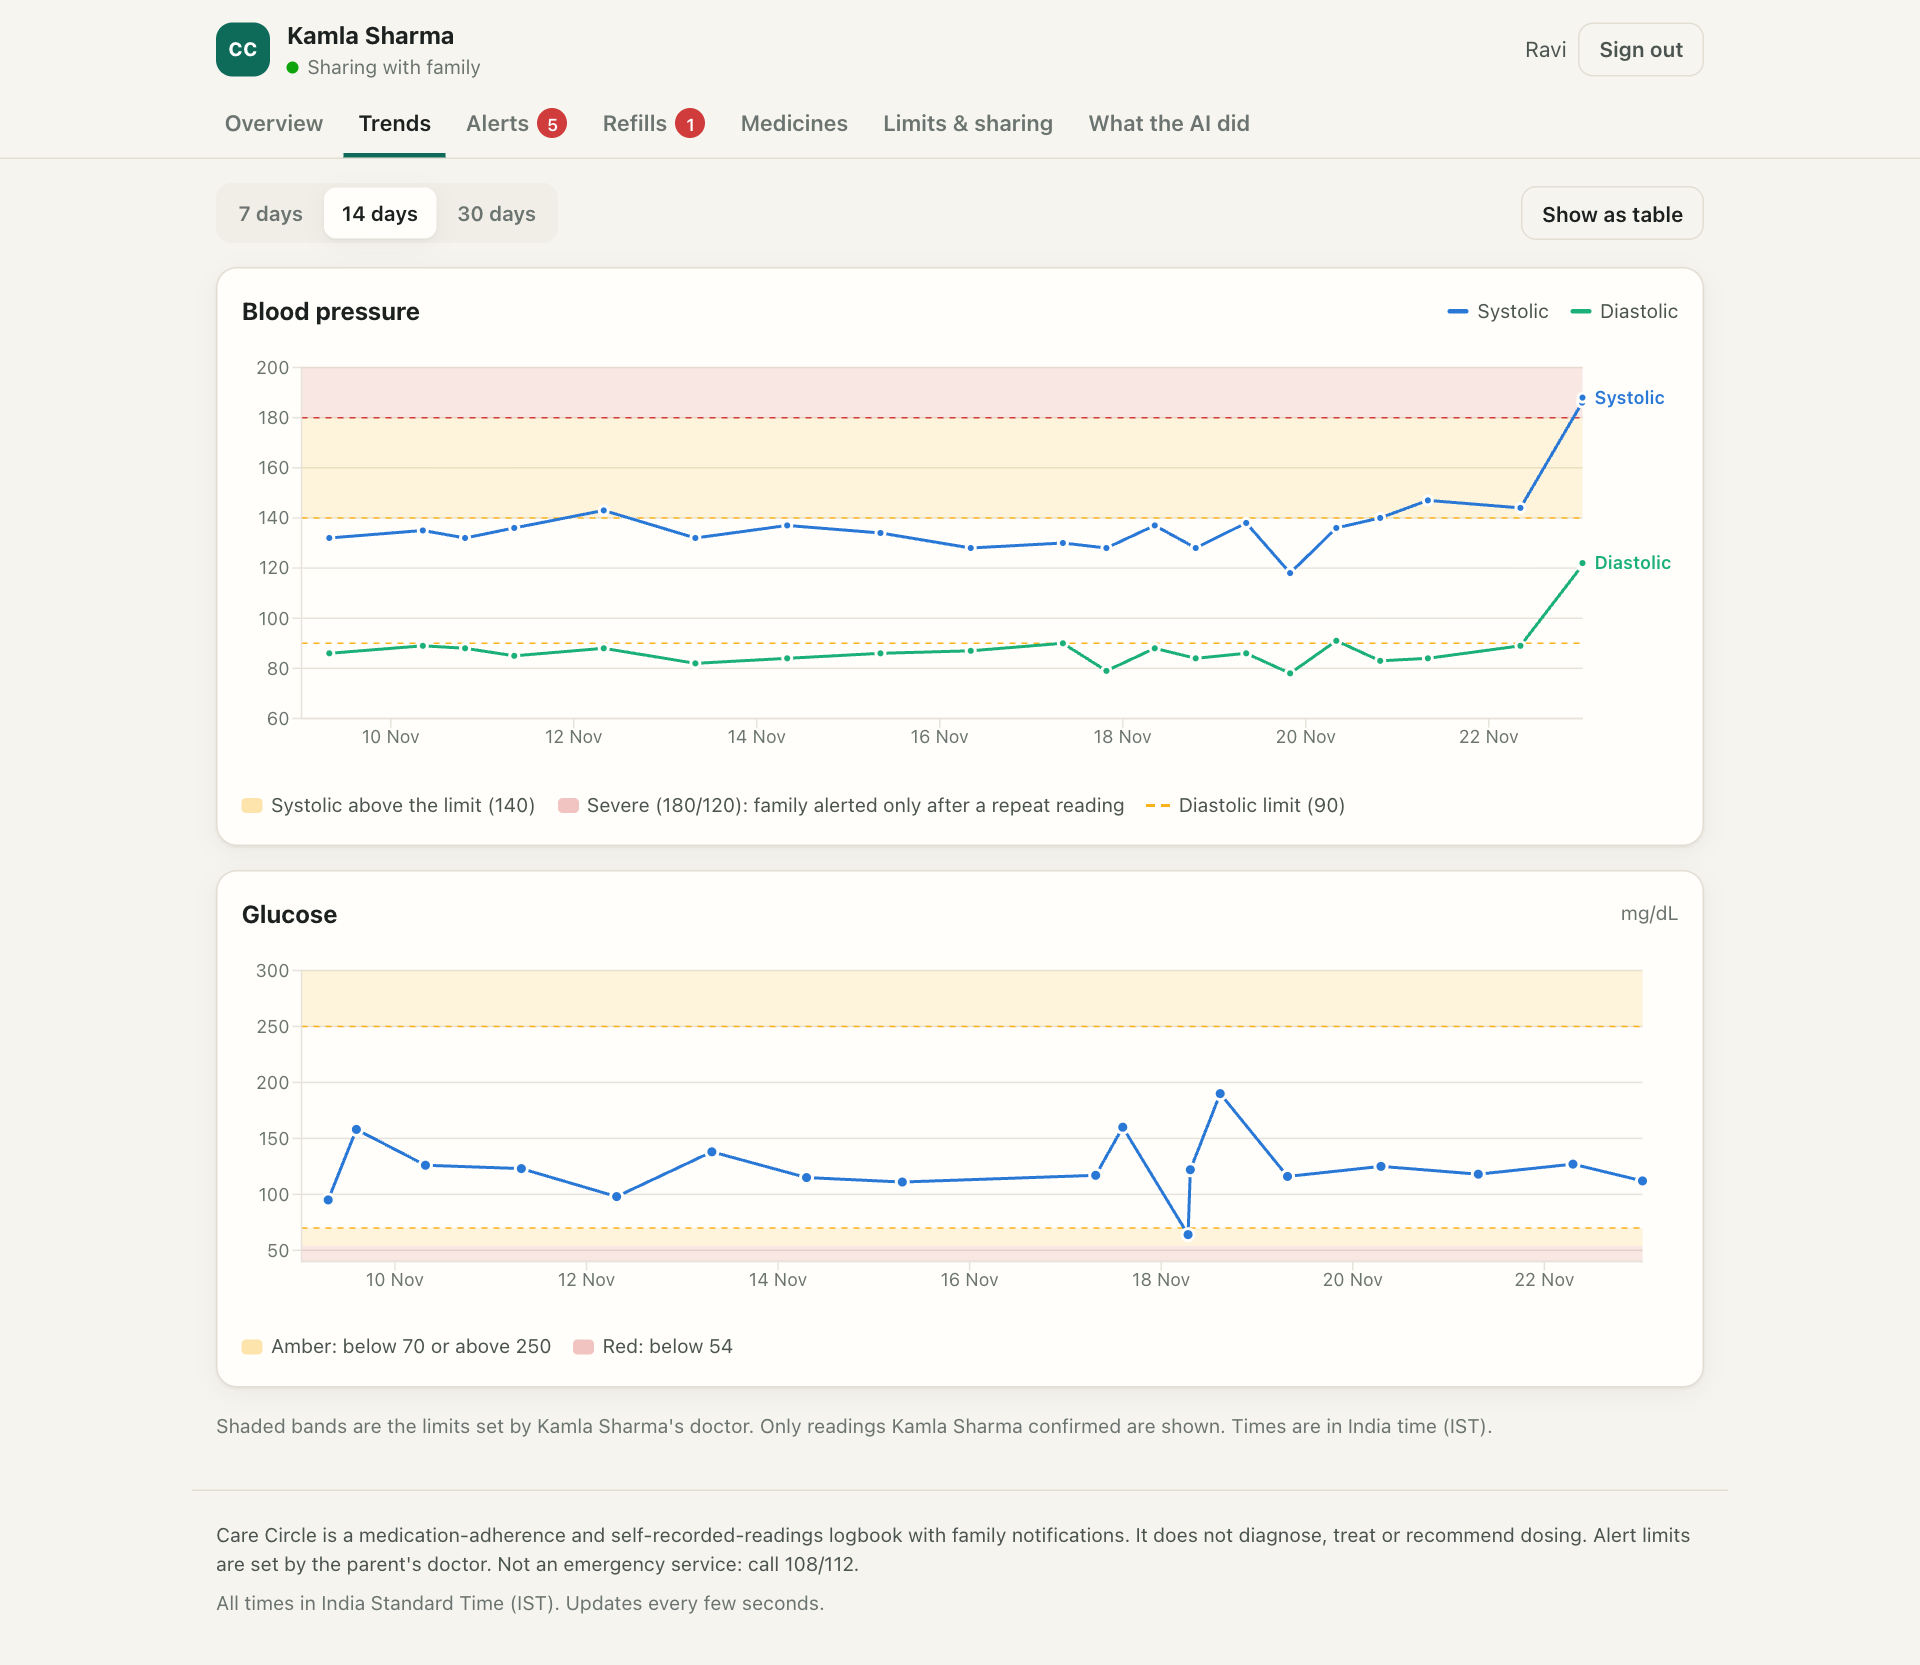 CC
Kamla Sharma
Sharing with family
Ravi
Sign out
Overview
Trends
Alerts 5
Refills 1
Medicines
Limits & sharing
What the AI did
7 days
14 days
30 days
Show as table
Blood pressure
Systolic
Diastolic
200
180
160
140
120
100
80
60
Systolic
Diastolic
10 Nov
12 Nov
14 Nov
16 Nov
18 Nov
20 Nov
22 Nov
Systolic above the limit (140)
Severe (180/120): family alerted only after a repeat reading
Diastolic limit (90)
Glucose
mg/dL
300
250
200
150
100
50
10 Nov
12 Nov
14 Nov
16 Nov
18 Nov
20 Nov
22 Nov
Amber: below 70 or above 250
Red: below 54
Shaded bands are the limits set by Kamla Sharma's doctor. Only readings Kamla Sharma confirmed are shown. Times are in India time (IST).
Care Circle is a medication-adherence and self-recorded-readings logbook with family notifications. It does not diagnose, treat or recommend dosing. Alert limits
are set by the parent's doctor. Not an emergency service: call 108/112.
All times in India Standard Time (IST). Updates every few seconds.